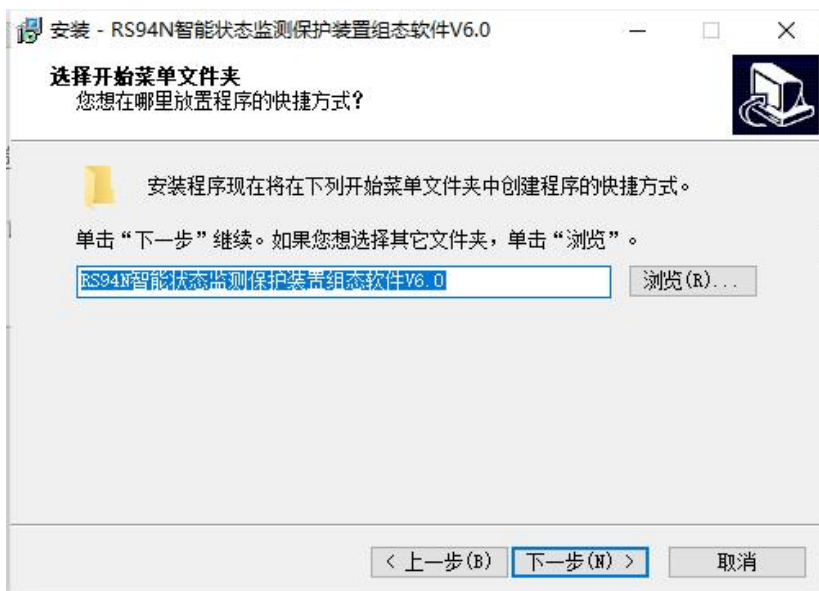 安装 - RS94N智能状态监测保护装置组态软件V6.0
选择开始菜单文件夹
您想在哪里放置程序的快捷方式?
安装程序现在将在下列开始菜单文件夹中创建程序的快捷方式。
单击“下一步”继续。如果您想选择其它文件夹，单击“浏览”。
RS94N智能状态监测保护装置组态软件V6.0
浏览(R)...
< 上一步(B)
下一步(N) >
取消